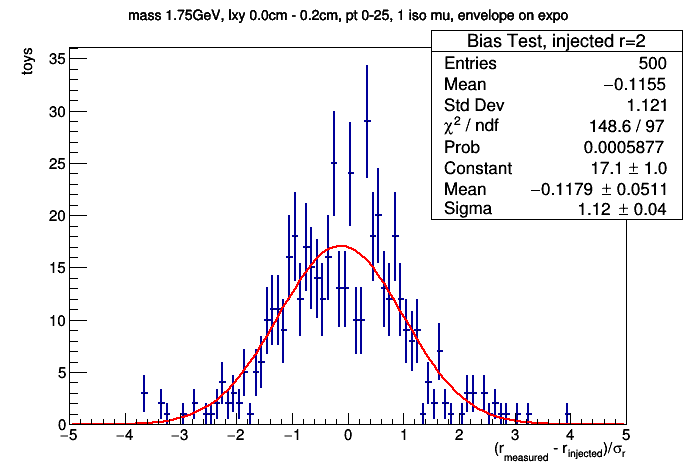 mass 1.75GeV, lxy 0.0cm - 0.2cm, pt 0-25, 1 iso mu, envelope on expo
Bias Test, injected r=2
Entries 500
Mean −0.1155
Std Dev 1.121
χ² / ndf 148.6 / 97
Prob 0.0005877
Constant 17.1 ± 1.0
Mean −0.1179 ± 0.0511
Sigma 1.12 ± 0.04
toys
35
30
25
20
15
10
5
0
−5 −4 −3 −2 −1 0 1 2 3 4 5
(r_measured - r_injected)/σ_r